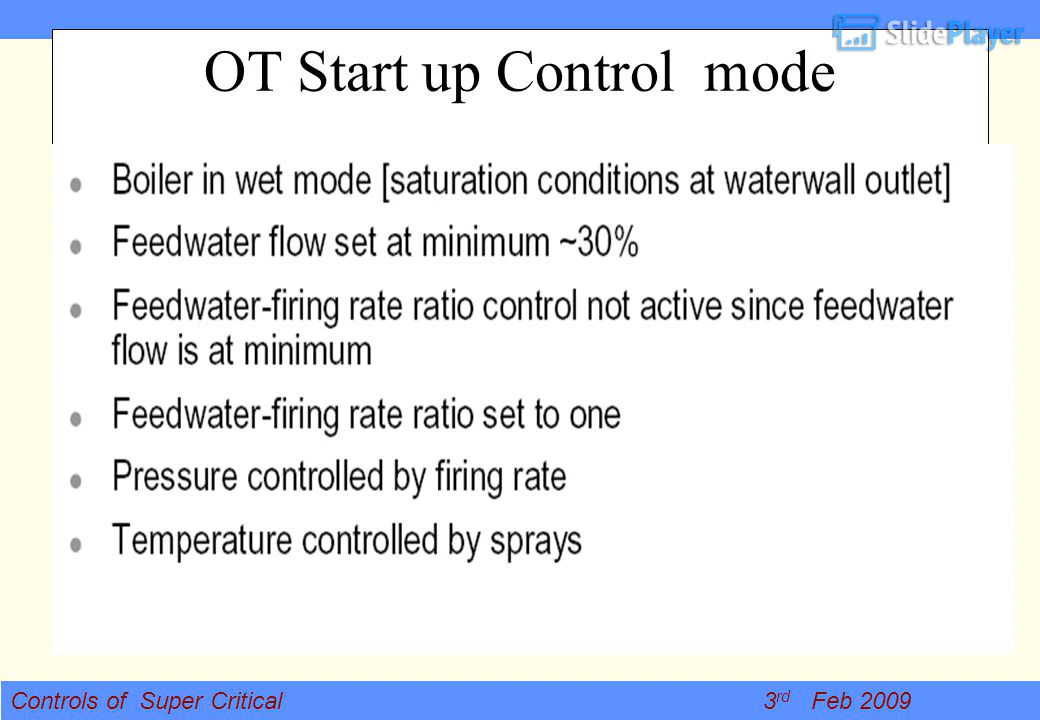 SlidePlayer
OT Start up Control mode
Boiler in wet mode [saturation conditions at waterwall outlet]
Feedwater flow set at minimum ~30%
Feedwater-firing rate ratio control not active since feedwater
flow is at minimum
Feedwater-firing rate ratio set to one
Pressure controlled by firing rate
Temperature controlled by sprays
Controls of Super Critical 3rd Feb 2009